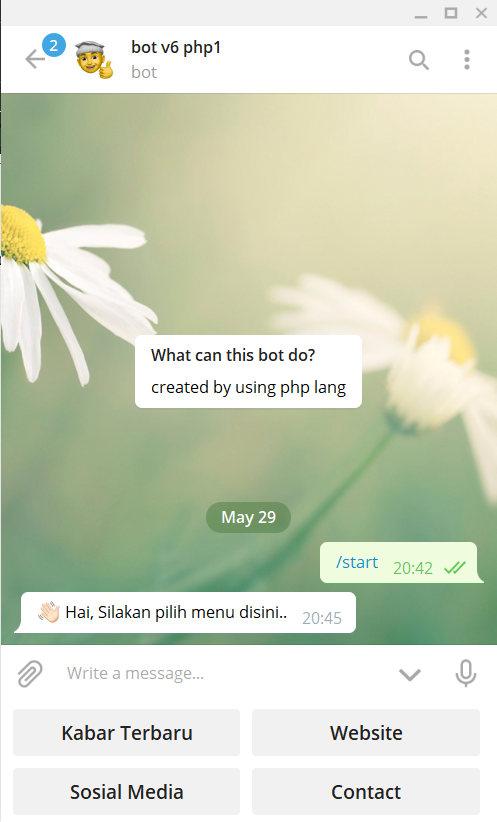 2
bot v6 php1
bot
What can this bot do?
created by using php lang
May 29
/start 20:42
👋🏻 Hai, Silakan pilih menu disini.. 20:45
Write a message...
Kabar Terbaru
Website
Sosial Media
Contact